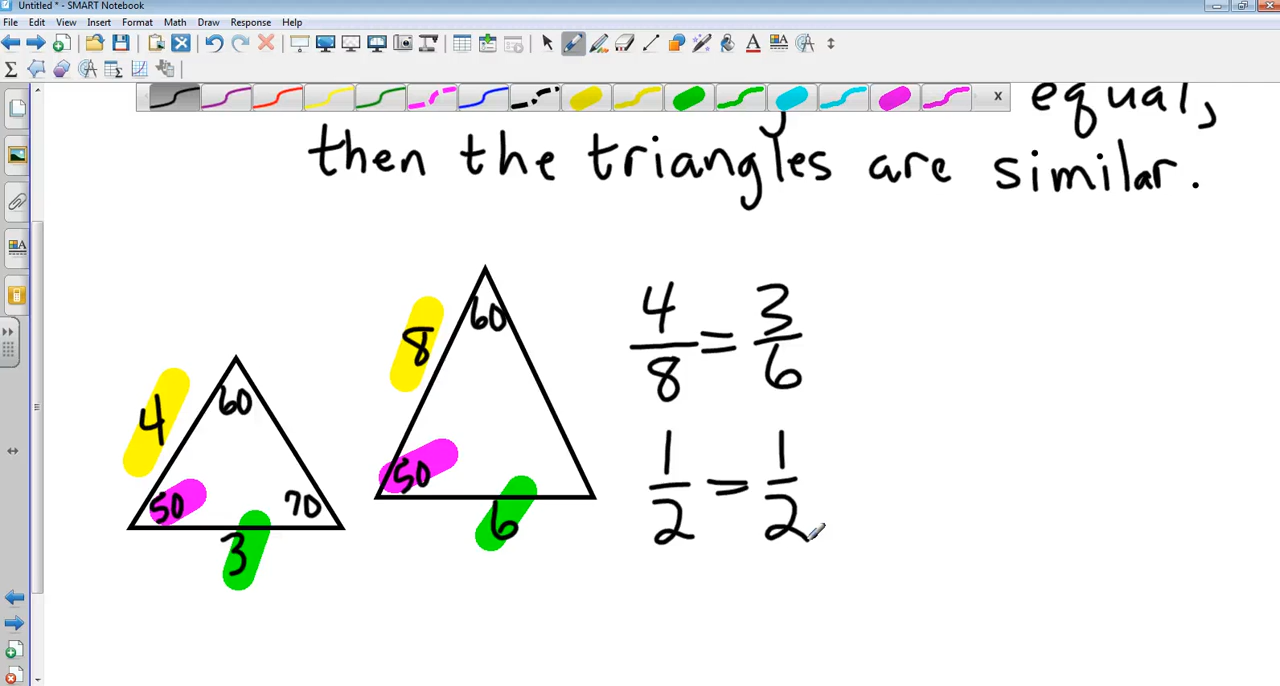 Untitled * - SMART Notebook
File Edit View Insert Format Tools Math Draw Response Help
x
equal,
then the triangles are similar.
60
8
4
60
50
50
70
3
6
4/8 = 3/6
1/2 = 1/2